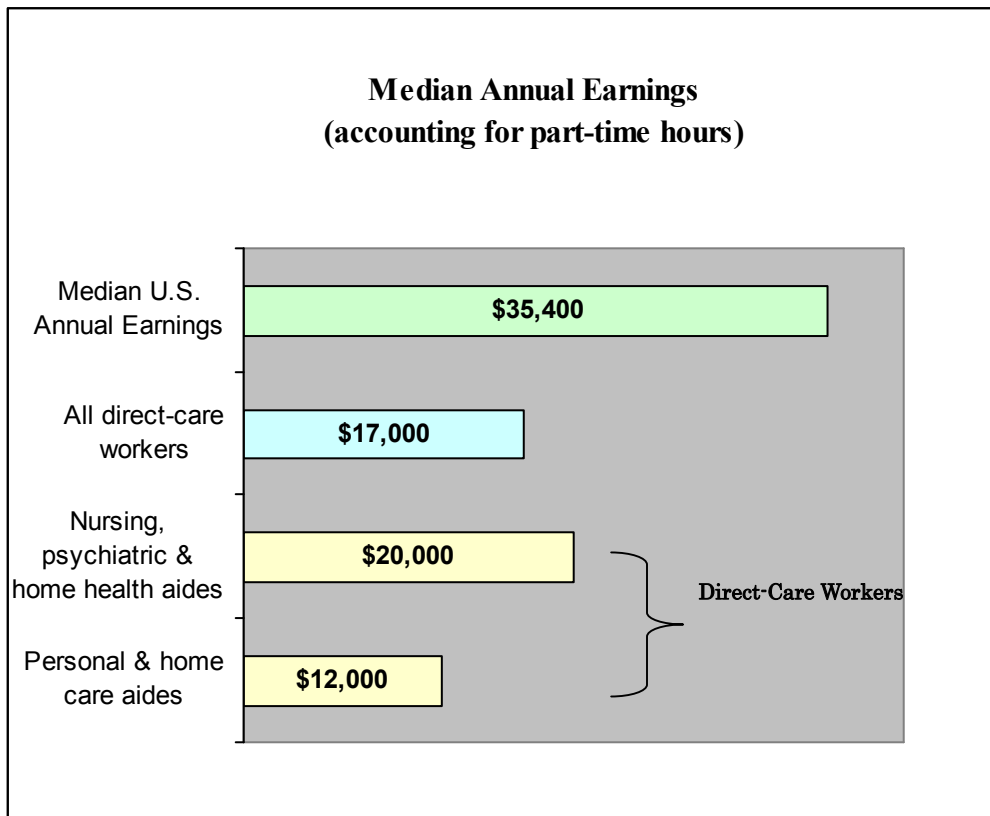 Median Annual Earnings
(accounting for part-time hours)
Median U.S.
Annual Earnings
$35,400
All direct-care
workers
$17,000
Nursing,
psychiatric &
home health aides
$20,000
Direct-Care Workers
Personal & home
care aides
$12,000